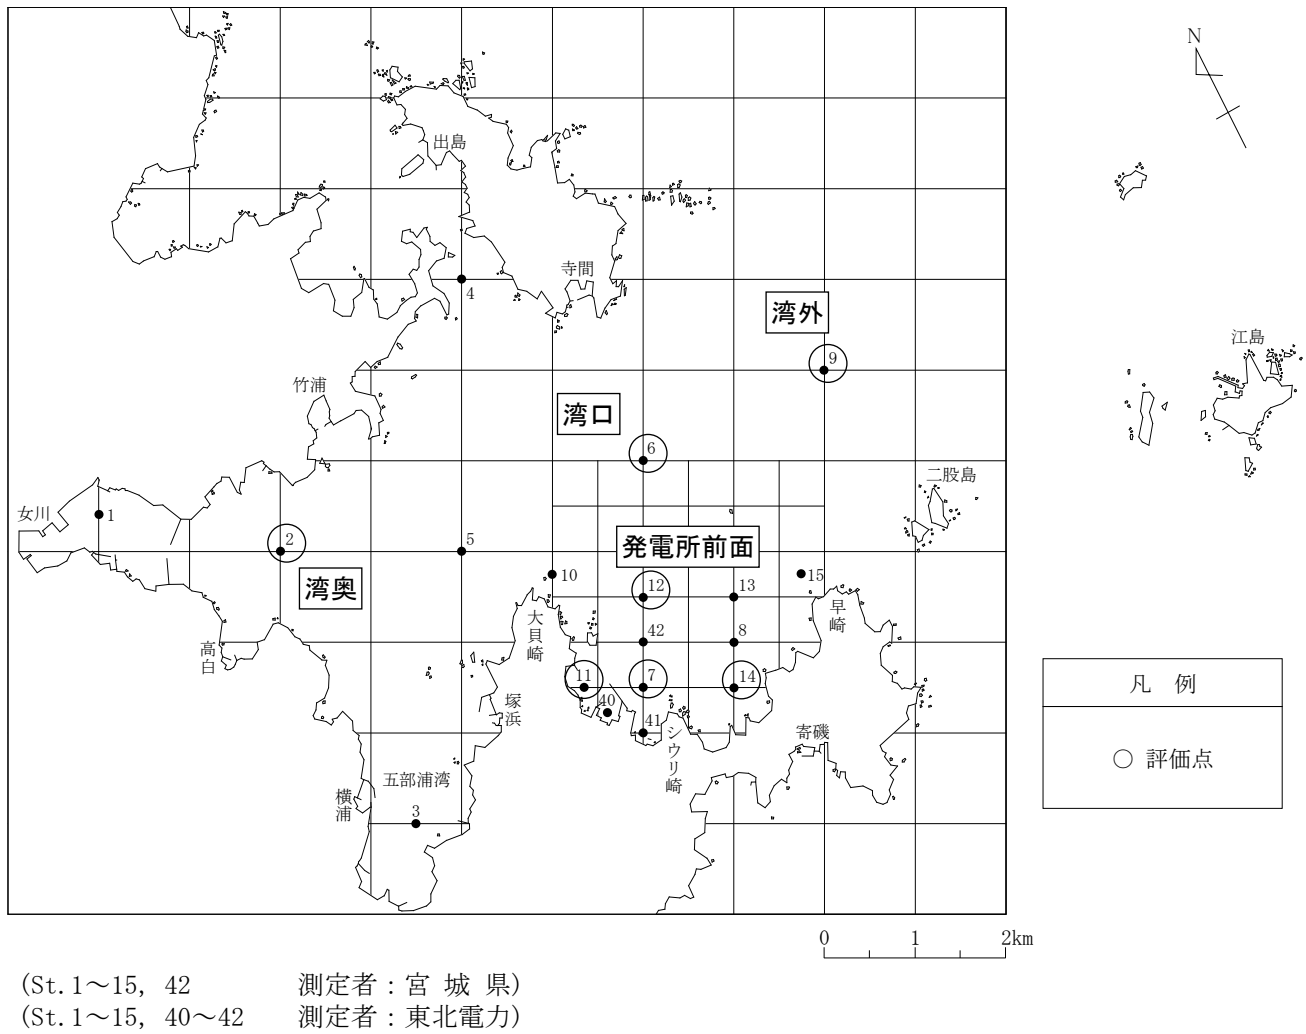 N
出島
寺間
4
湾外
9
江島
竹浦
湾口
6
二股島
女川
1
2
5
発電所前面
湾奥
10
12
13
15
大貝崎
早崎
42
8
高白
11
7
14
40
塚浜
41
シウリ崎
寄磯
五部浦湾
横浦
3
凡 例
○ 評価点
0 1 2km
(St.1～15, 42 測定者：宮 城 県)
(St.1～15, 40～42 測定者：東北電力)